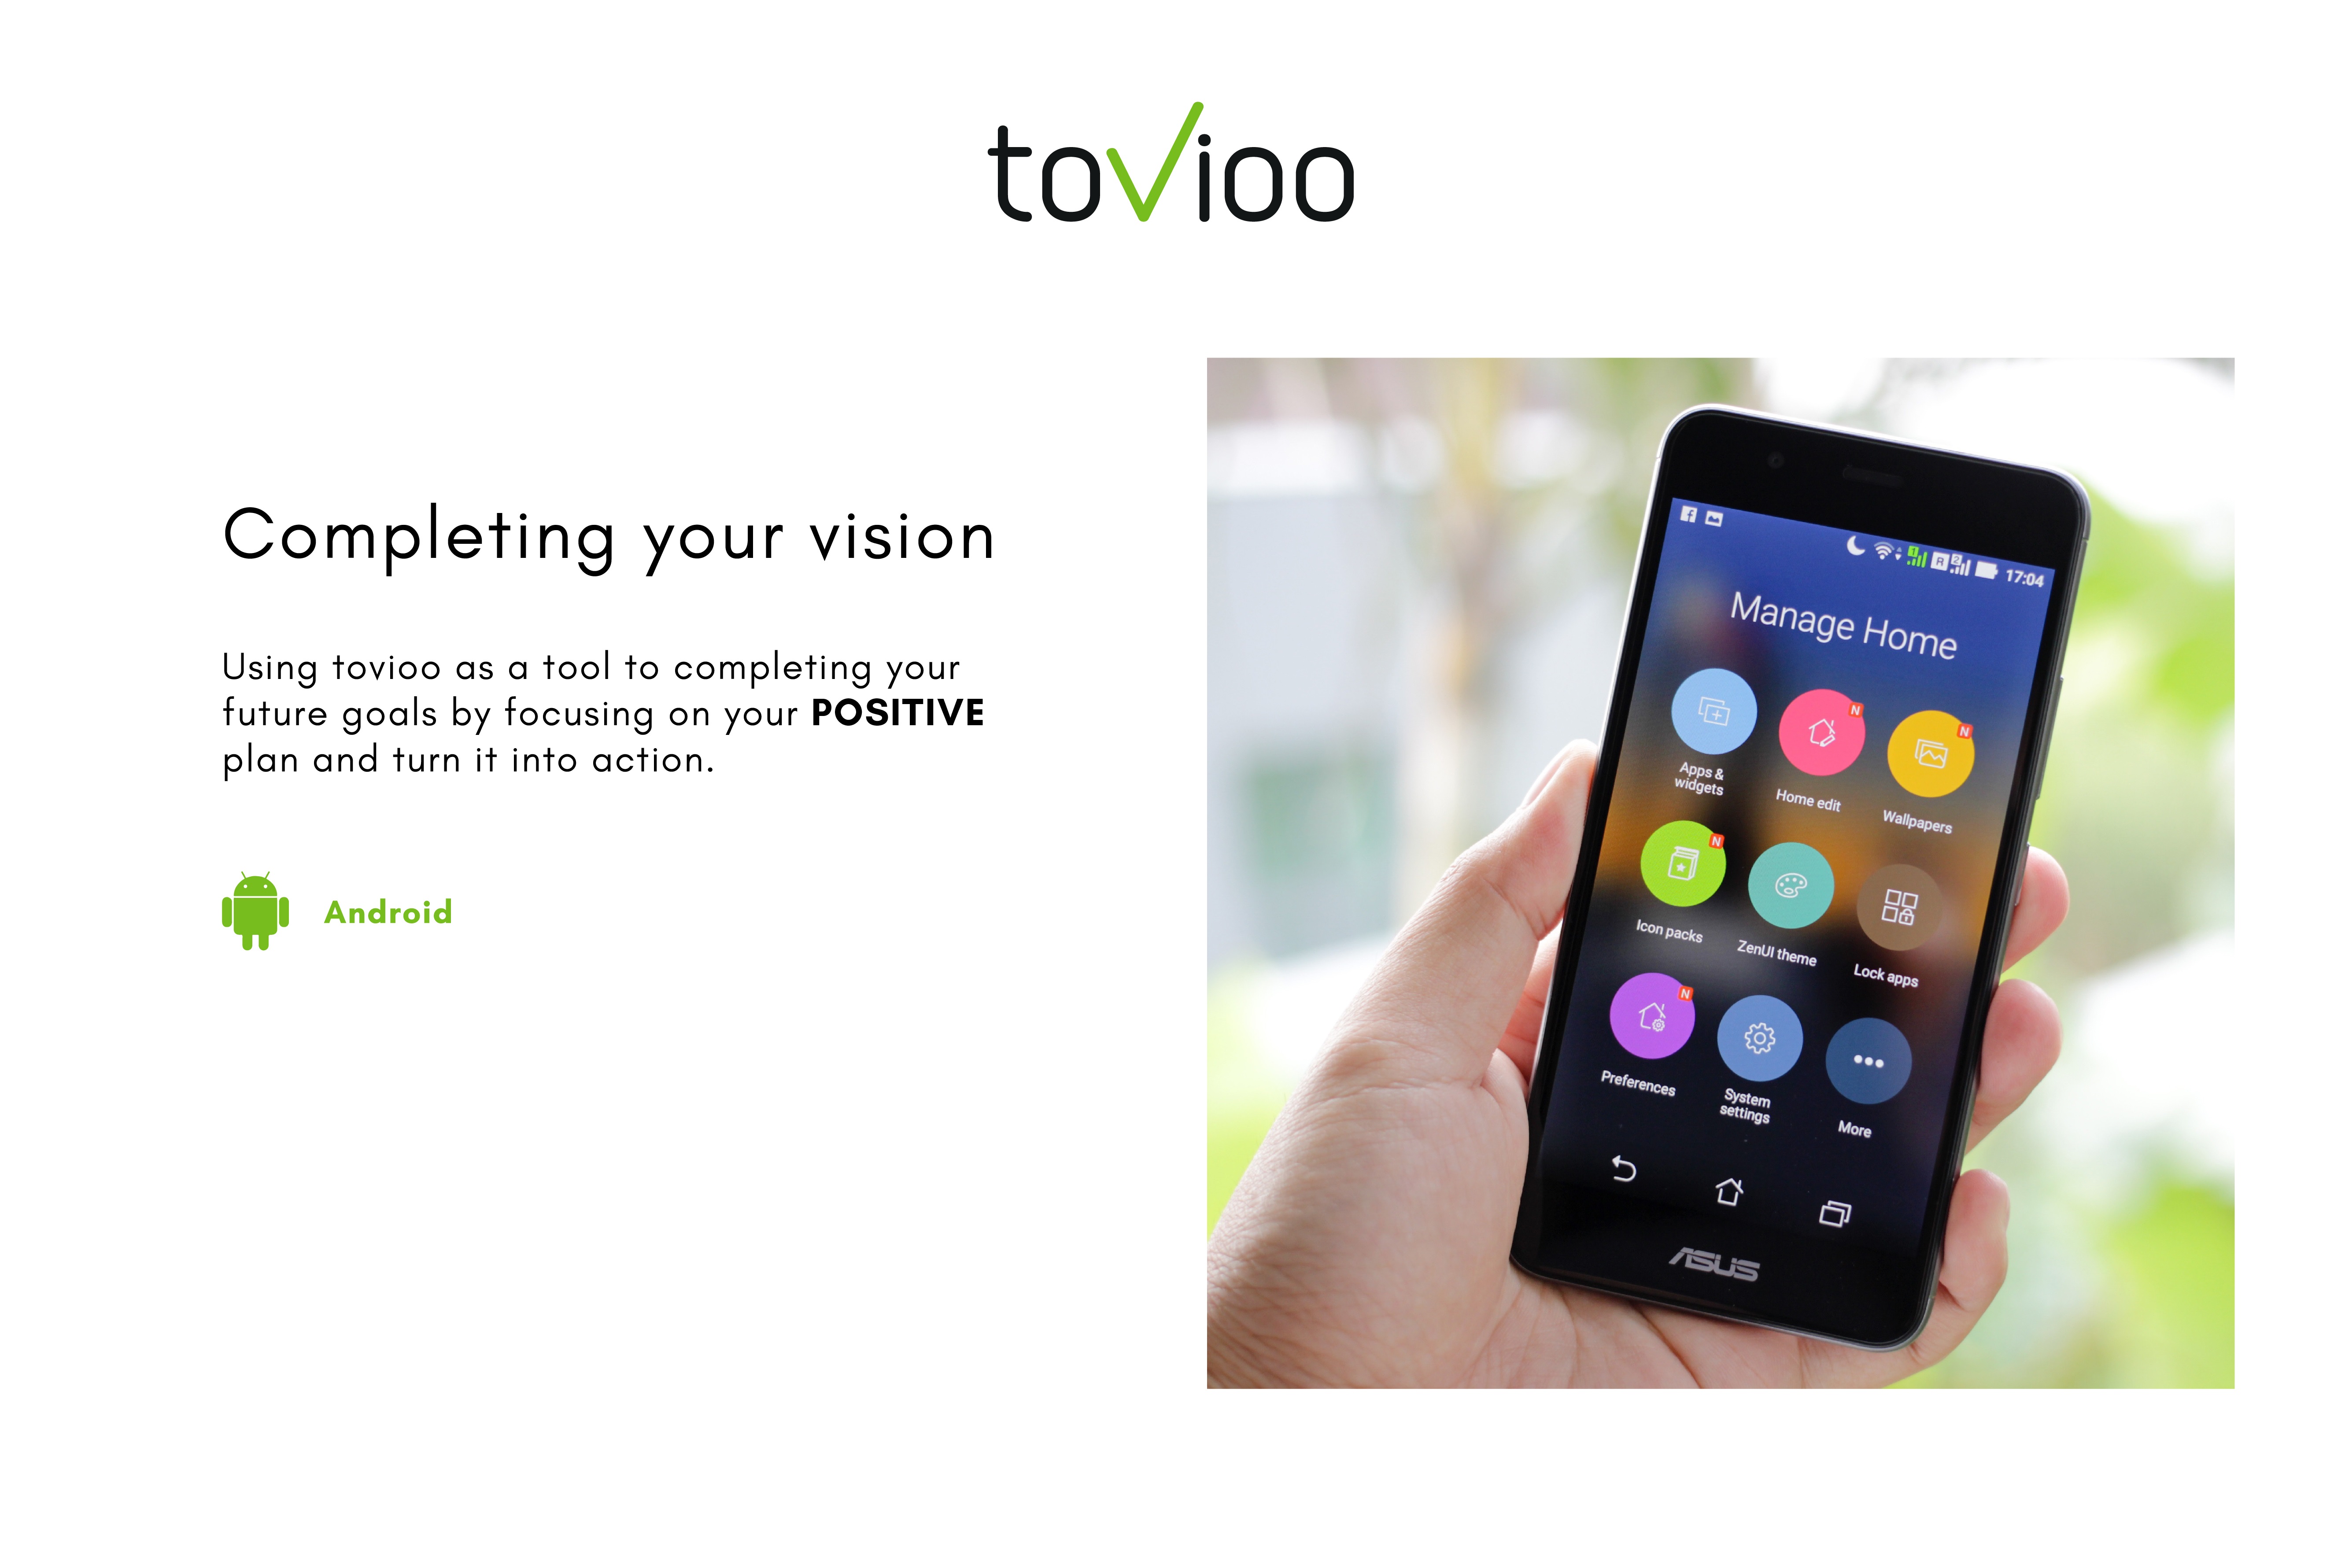 tovioo
Completing your vision
Using tovioo as a tool to completing your
future goals by focusing on your POSITIVE
plan and turn it into action.
Android
17:04
Manage Home
Apps &
widgets
Home edit
N
Wallpapers
N
Icon packs
N
ZenUI theme
Lock apps
Preferences
N
System
settings
More
ASUS